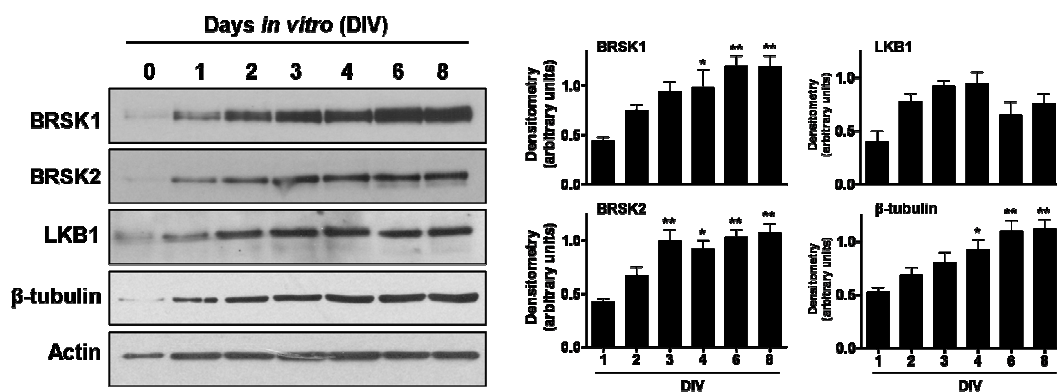 Days in vitro (DIV)
0 1 2 3 4 6 8
BRSK1
BRSK2
LKB1
β-tubulin
Actin
BRSK1
Densitometry
(arbitrary units)
1.0
0.5
0.0
* ** **
LKB1
Densitometry
(arbitrary units)
1.0
0.5
0.0
BRSK2
Densitometry
(arbitrary units)
1.0
0.5
0.0
** * ** **
1 2 3 4 6 8
DIV
β-tubulin
Densitometry
(arbitrary units)
1.0
0.5
0.0
* ** **
1 2 3 4 6 8
DIV